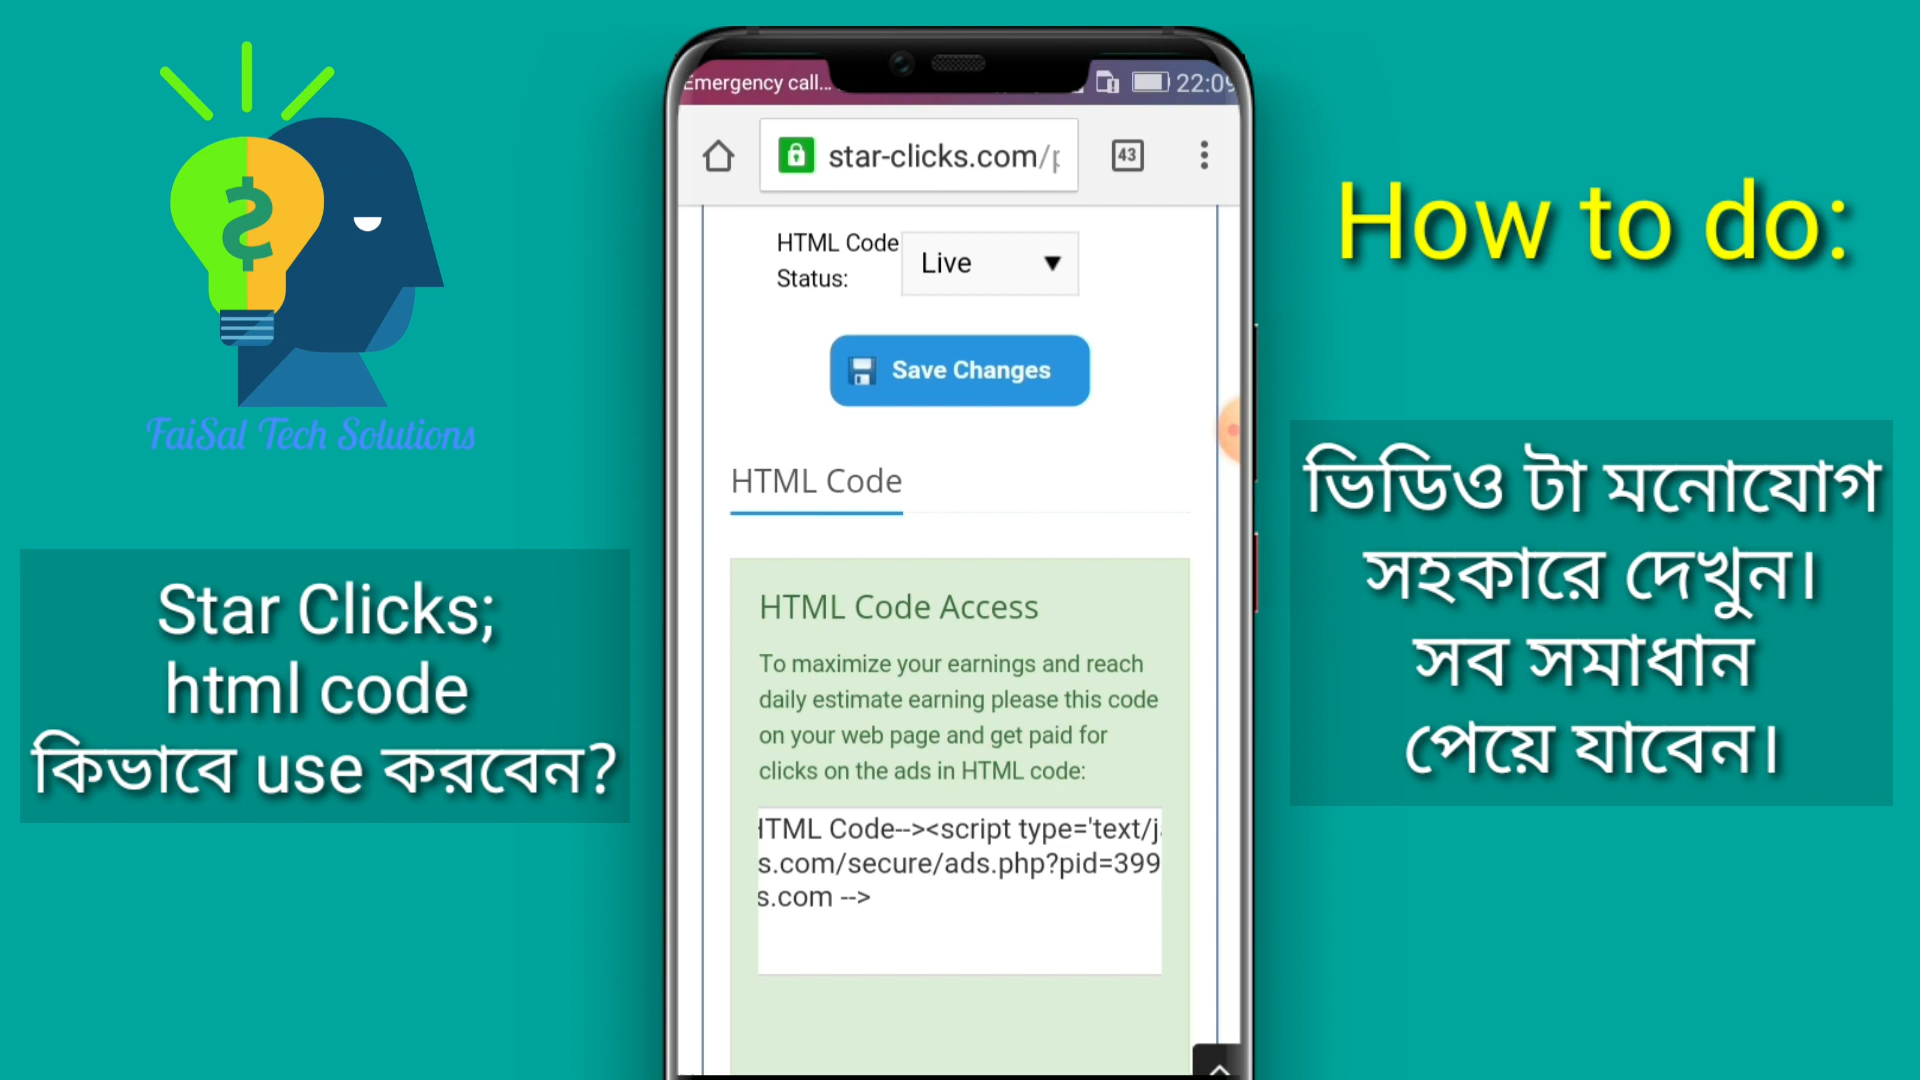 FaiSal Tech Solutions
Star Clicks;
html code
কিভাবে use করবেন?
Emergency call...
22:09
star-clicks.com/p
43
HTML Code
Status:
Live
Save Changes
HTML Code
HTML Code Access
To maximize your earnings and reach
daily estimate earning please this code
on your web page and get paid for
clicks on the ads in HTML code:
HTML Code--><script type='text/j
s.com/secure/ads.php?pid=399
s.com -->
How to do:
ভিডিও টা মনোযোগ
সহকারে দেখুন।
সব সমাধান
পেয়ে যাবেন।